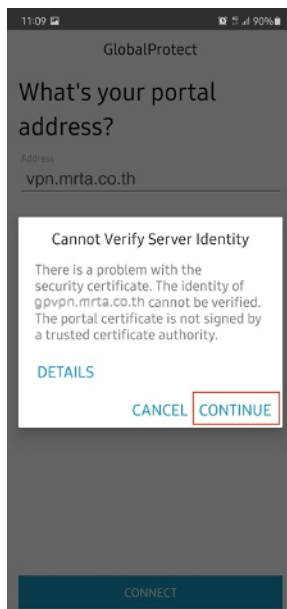 11:09
90%
GlobalProtect
What's your portal
address?
Address
vpn.mrta.co.th
Cannot Verify Server Identity
There is a problem with the
security certificate. The identity of
gpvpn.mrta.co.th cannot be verified.
The portal certificate is not signed by
a trusted certificate authority.
DETAILS
CANCEL CONTINUE
CONNECT